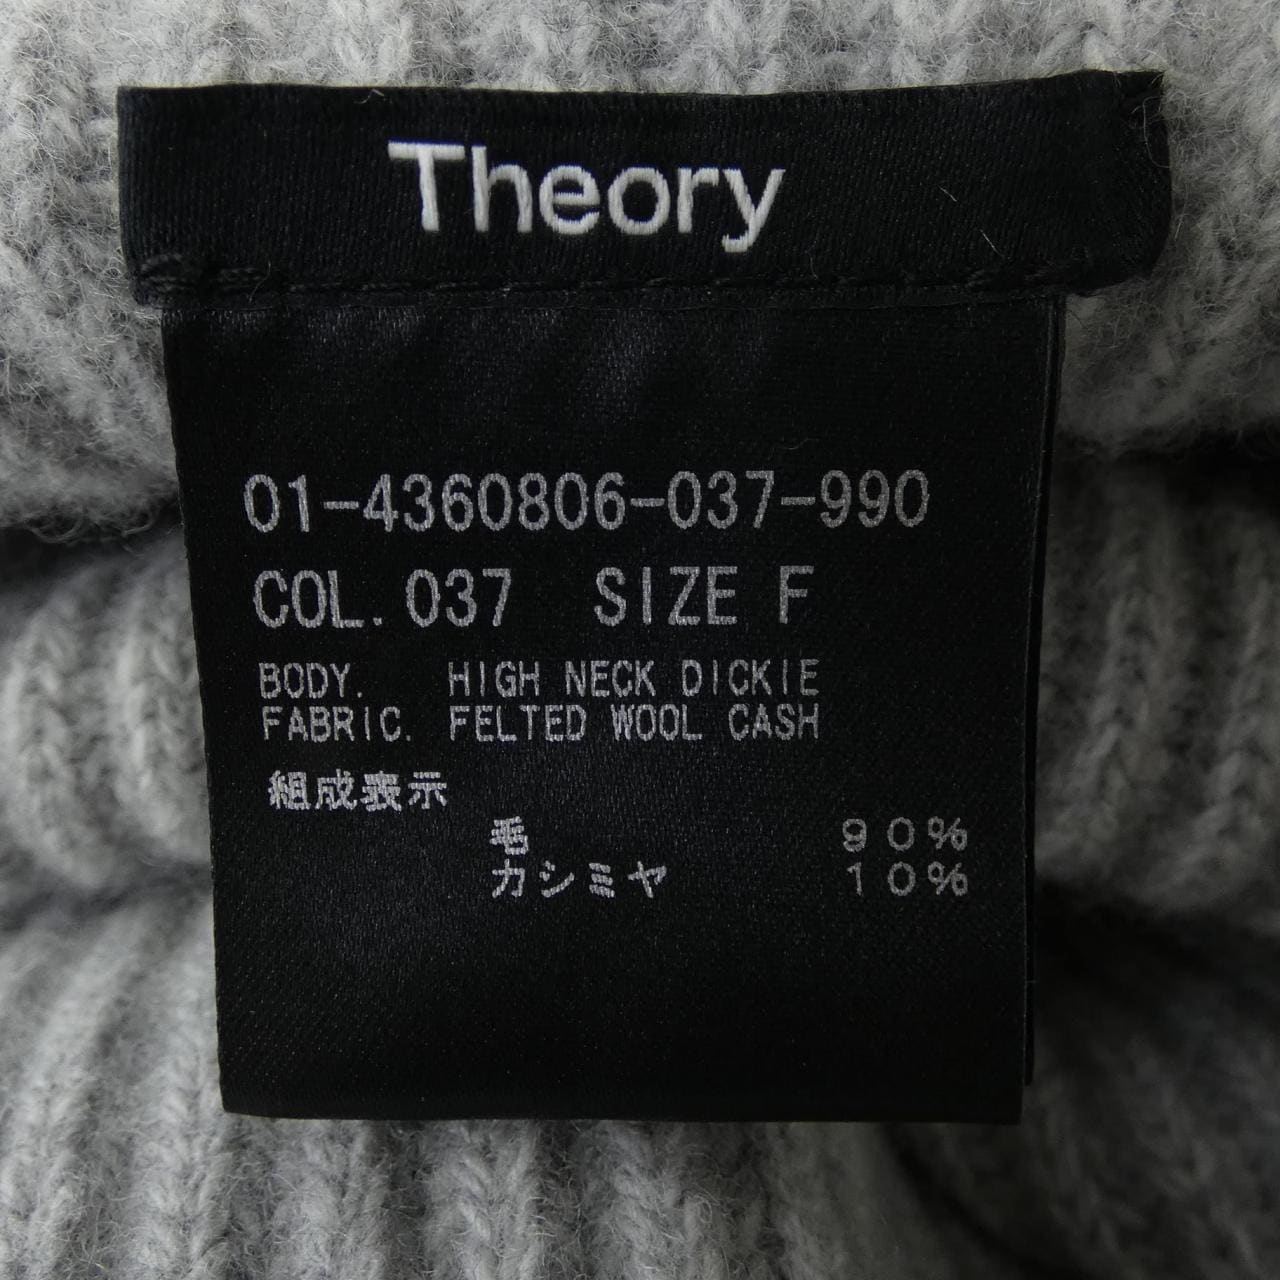 Theory
01-4360806-037-990
COL. 037 SIZE F
BODY. HIGH NECK DICKIE
FABRIC. FELTED WOOL CASH
組成表示
毛 90%
カシミヤ 10%